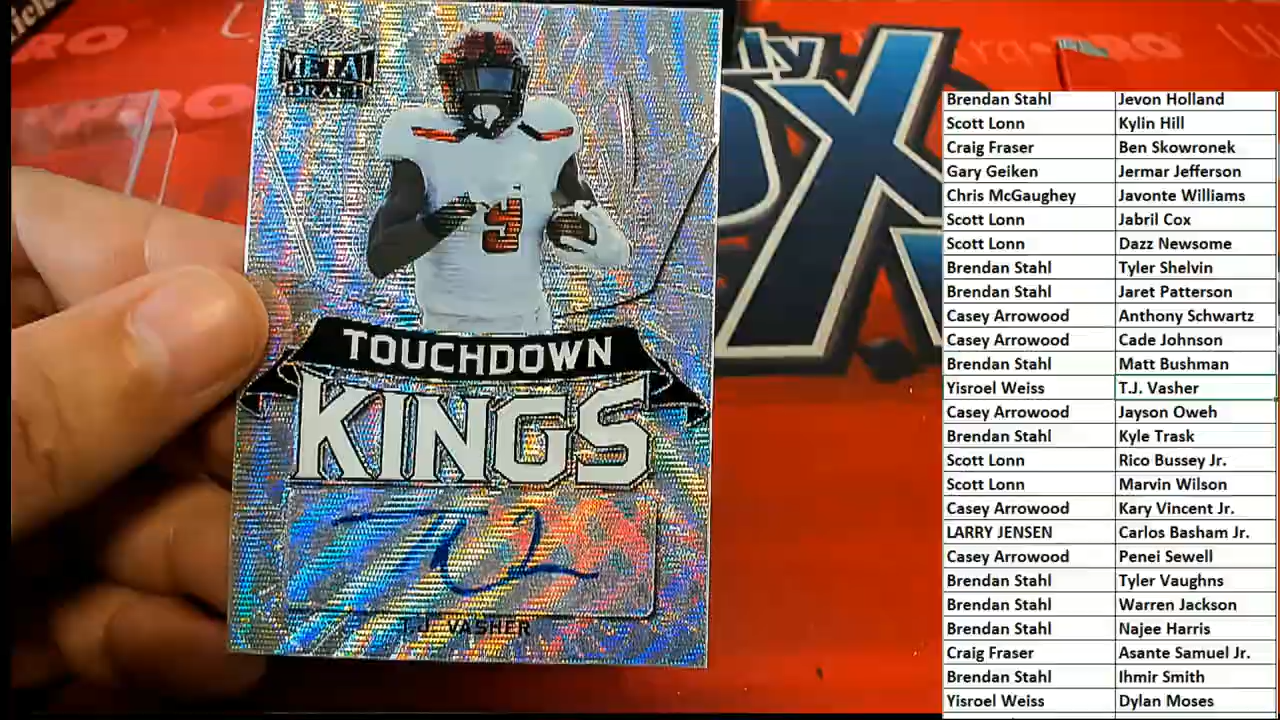 Leaf
METAL
DRAFT
9
TOUCHDOWN
KINGS
T.J. VASHER
ly
OX
Brendan Stahl Jevon Holland
Scott Lonn Kylin Hill
Craig Fraser Ben Skowronek
Gary Geiken Jermar Jefferson
Chris McGaughey Javonte Williams
Scott Lonn Jabril Cox
Scott Lonn Dazz Newsome
Brendan Stahl Tyler Shelvin
Brendan Stahl Jaret Patterson
Casey Arrowood Anthony Schwartz
Casey Arrowood Cade Johnson
Brendan Stahl Matt Bushman
Yisroel Weiss T.J. Vasher
Casey Arrowood Jayson Oweh
Brendan Stahl Kyle Trask
Scott Lonn Rico Bussey Jr.
Scott Lonn Marvin Wilson
Casey Arrowood Kary Vincent Jr.
LARRY JENSEN Carlos Basham Jr.
Casey Arrowood Penei Sewell
Brendan Stahl Tyler Vaughns
Brendan Stahl Warren Jackson
Brendan Stahl Najee Harris
Craig Fraser Asante Samuel Jr.
Brendan Stahl Ihmir Smith
Yisroel Weiss Dylan Moses